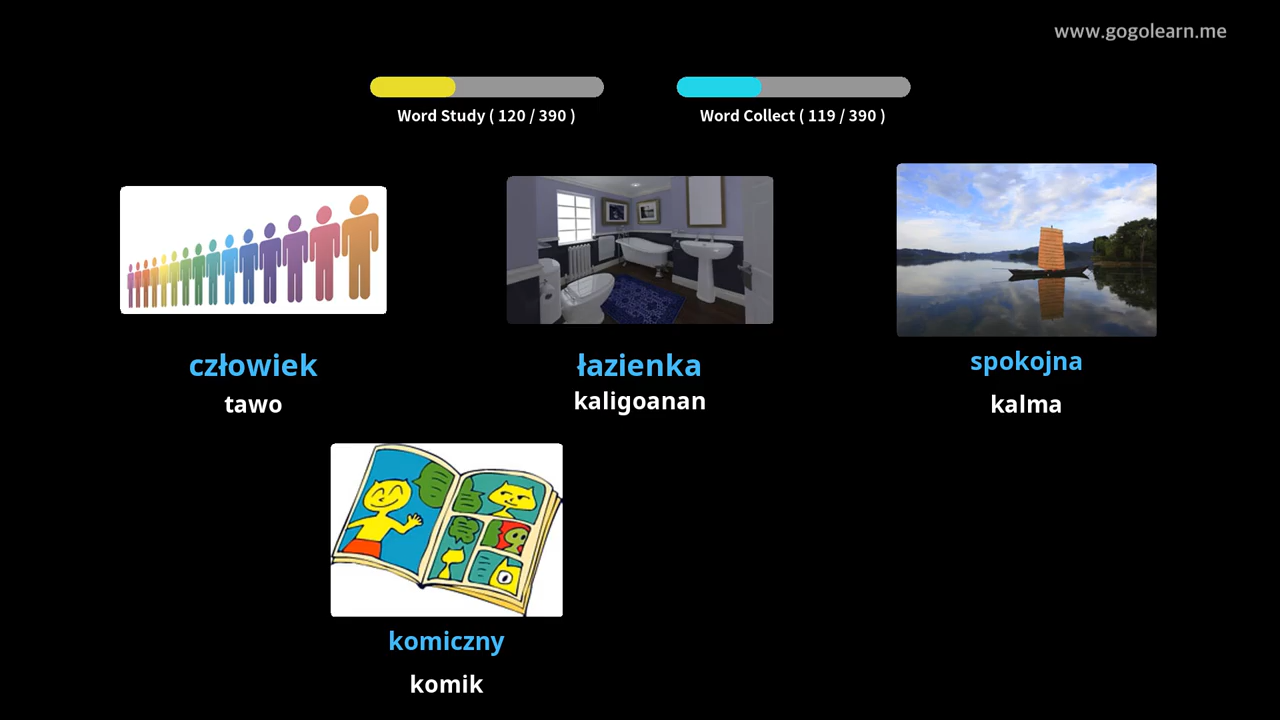 www.gogolearn.me
Word Study ( 120 / 390 )
Word Collect ( 119 / 390 )
człowiek
tawo
łazienka
kaligoanan
spokojna
kalma
komiczny
komik